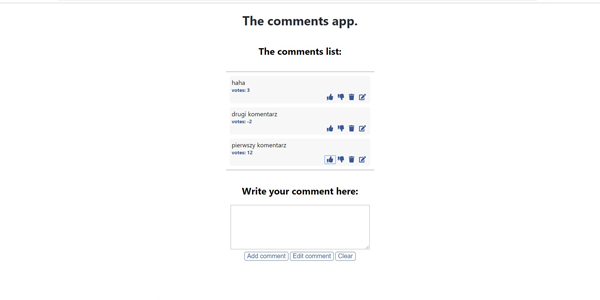 The comments app.
The comments list:
haha
votes: 3
drugi komentarz
votes: -2
pierwszy komentarz
votes: 12
Write your comment here:
Add comment Edit comment Clear